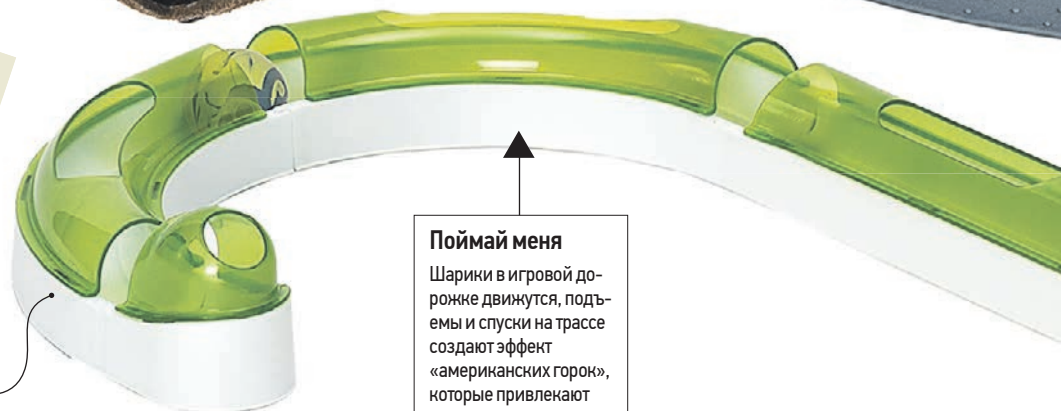 Поймай меня
Шарики в игровой до-
рожке движутся, подъ-
емы и спуски на трассе
создают эффект
«американских горок»,
которые привлекают